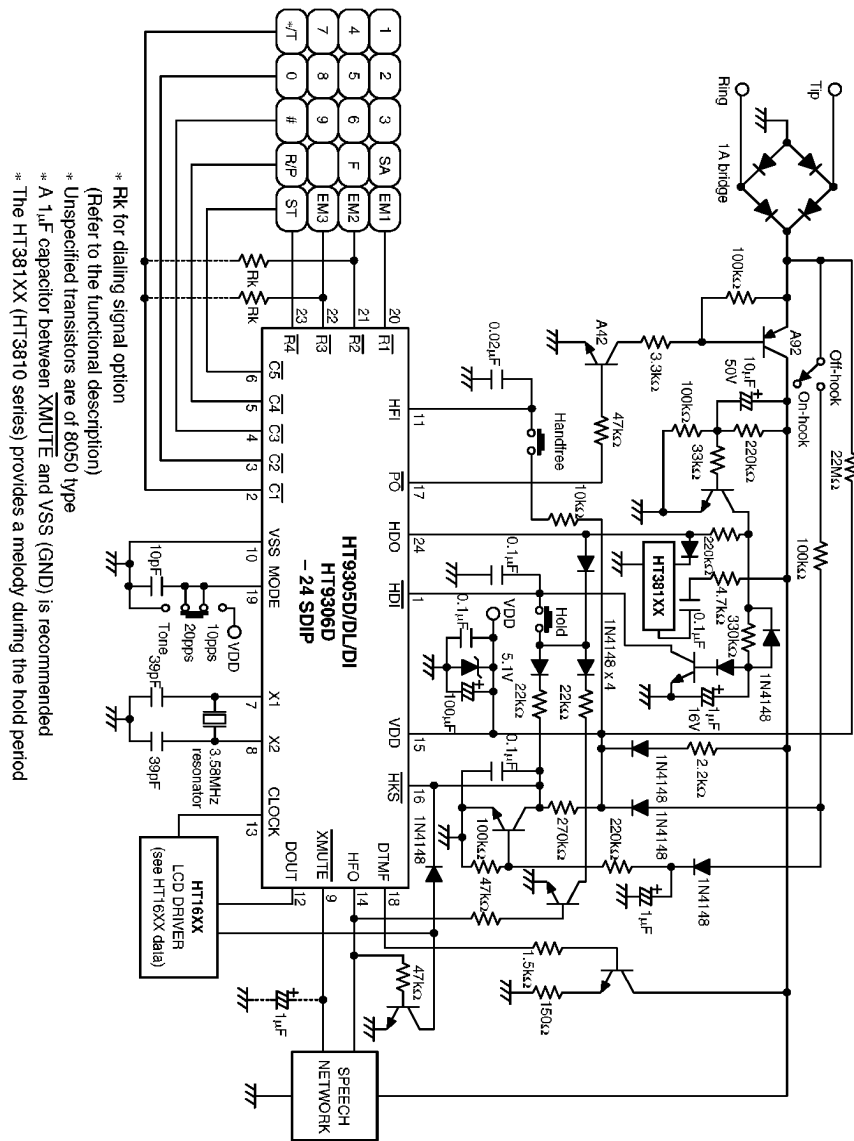 Tip
Ring
1A bridge
100kΩ
A92
Off-hook
On-hook
22MΩ
A42
3.3kΩ
10μF
50V
100kΩ
220kΩ
33kΩ
100kΩ
47kΩ
0.02μF
Handfree
10kΩ
HT381XX
220kΩ
4.7kΩ
0.1μF
330kΩ
1N4148
1μF
16V
0.1μF
Hold
1N4148 x 4
VDD
0.1μF
5.1V
100μF
22kΩ
22kΩ
1N4148
2.2kΩ
0.1μF
270kΩ
1N4148
100kΩ
220kΩ
1N4148
1N4148
47kΩ
1μF
1 2 3 SA EM1
4 5 6 F EM2
7 8 9 EM3
*/T 0 # R/P ST
Rk
Rk
20 21 22 23
R1 R2 R3 R4
6 5 4 3 2
C5 C4 C3 C2 C1
11 HFI
17 PO
24 HDO
1 HDI
15 VDD
16 HKS
HT9305D/DL/DI
HT9306D
– 24 SDIP
VSS 10
MODE 19
X1 7
X2 8
CLOCK 13
DOUT 12
XMUTE 9
HFO 14
DTMF 18
10pF
VDD
10pps
20pps
Tone
39pF
39pF
3.58MHz
resonator
HT16XX
LCD DRIVER
(see HT16XX data)
47kΩ
1μF
1.5kΩ
150Ω
SPEECH
NETWORK
* Rk for dialing signal option
(Refer to the functional description)
* Unspecified transistors are of 8050 type
* A 1μF capacitor between XMUTE and VSS (GND) is recommended
* The HT381XX (HT3810 series) provides a melody during the hold period